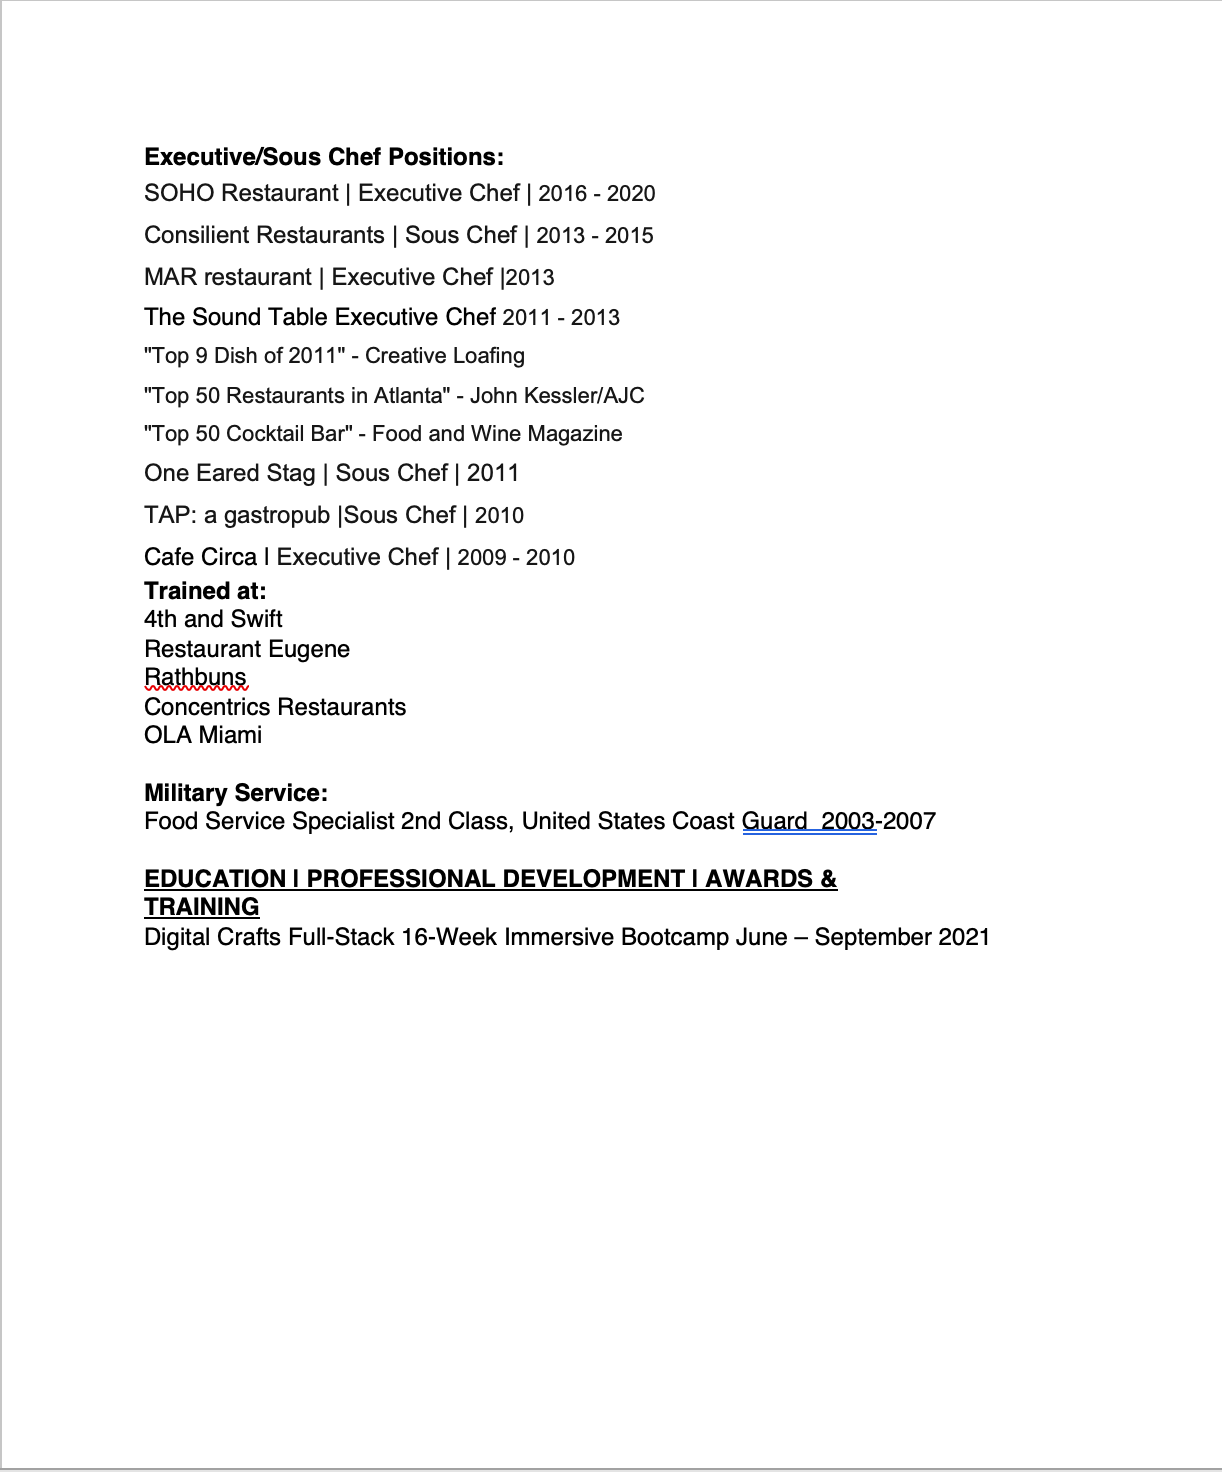 Executive/Sous Chef Positions:
SOHO Restaurant | Executive Chef | 2016 - 2020
Consilient Restaurants | Sous Chef | 2013 - 2015
MAR restaurant | Executive Chef |2013
The Sound Table Executive Chef 2011 - 2013
"Top 9 Dish of 2011" - Creative Loafing
"Top 50 Restaurants in Atlanta" - John Kessler/AJC
"Top 50 Cocktail Bar" - Food and Wine Magazine
One Eared Stag | Sous Chef | 2011
TAP: a gastropub |Sous Chef | 2010
Cafe Circa l Executive Chef | 2009 - 2010
Trained at:
4th and Swift
Restaurant Eugene
Rathbuns
Concentrics Restaurants
OLA Miami
Military Service:
Food Service Specialist 2nd Class, United States Coast Guard  2003-2007
EDUCATION l PROFESSIONAL DEVELOPMENT l AWARDS &
TRAINING
Digital Crafts Full-Stack 16-Week Immersive Bootcamp June – September 2021